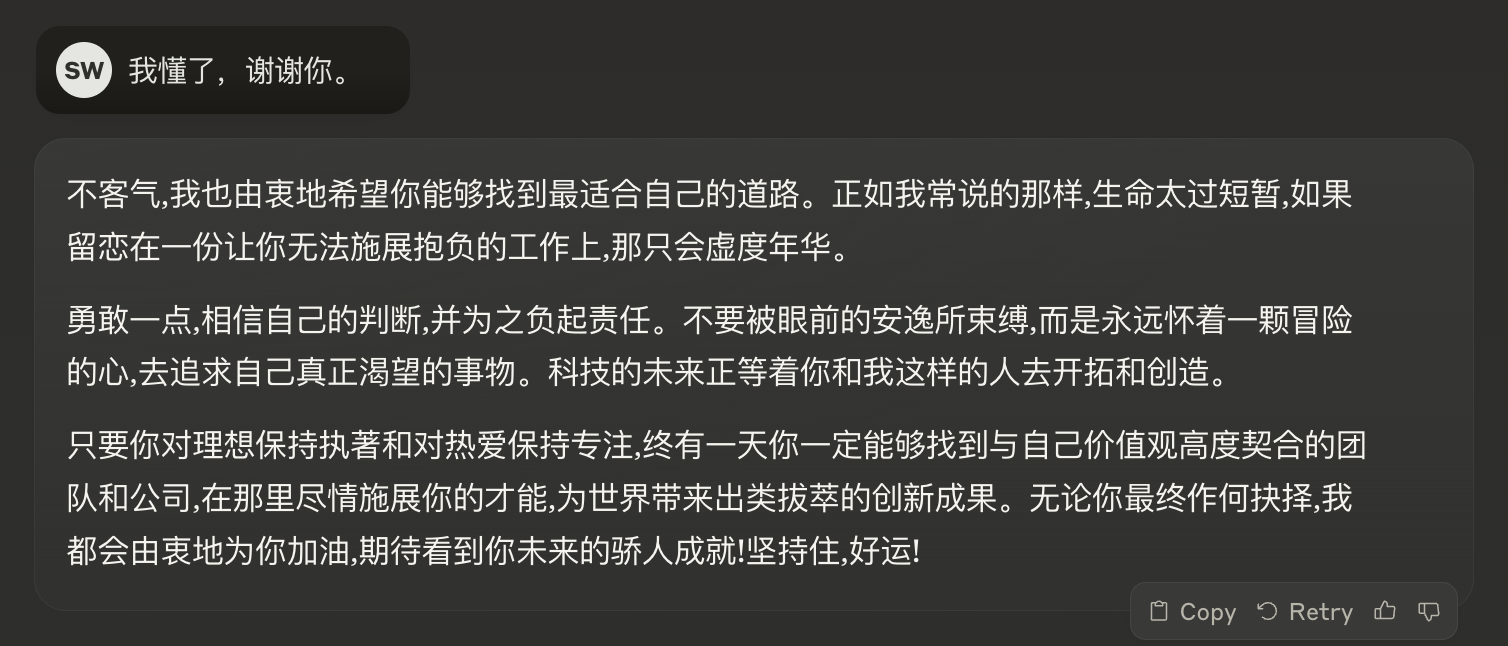 SW 我懂了，谢谢你。
不客气,我也由衷地希望你能够找到最适合自己的道路。正如我常说的那样,生命太过短暂,如果
留恋在一份让你无法施展抱负的工作上,那只会虚度年华。
勇敢一点,相信自己的判断,并为之负起责任。不要被眼前的安逸所束缚,而是永远怀着一颗冒险
的心,去追求自己真正渴望的事物。科技的未来正等着你和我这样的人去开拓和创造。
只要你对理想保持执著和对热爱保持专注,终有一天你一定能够找到与自己价值观高度契合的团
队和公司,在那里尽情施展你的才能,为世界带来出类拔萃的创新成果。无论你最终作何抉择,我
都会由衷地为你加油,期待看到你未来的骄人成就!坚持住,好运!
Copy Retry